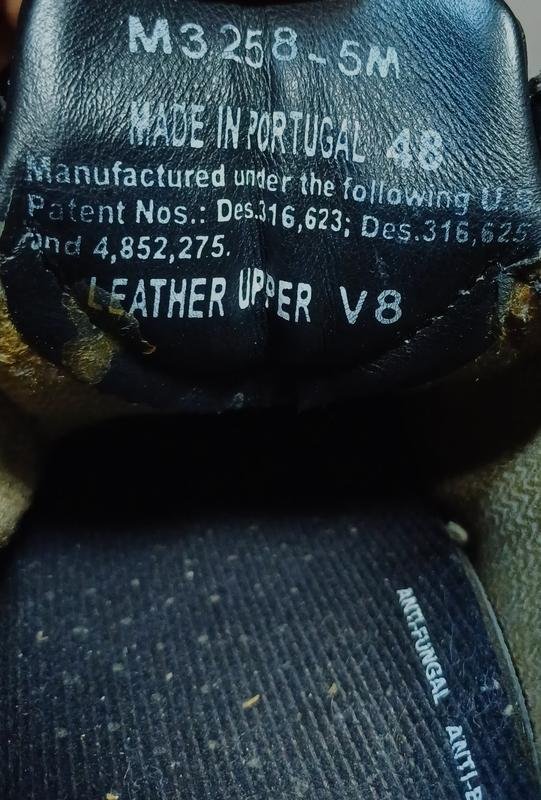 M3258-5M
MADE IN PORTUGAL 48
Manufactured under the following U.S
Patent Nos.: Des.316,623; Des.316,625
and 4,852,275.
LEATHER UPPER V8
ANTI-FUNGAL ANTI-